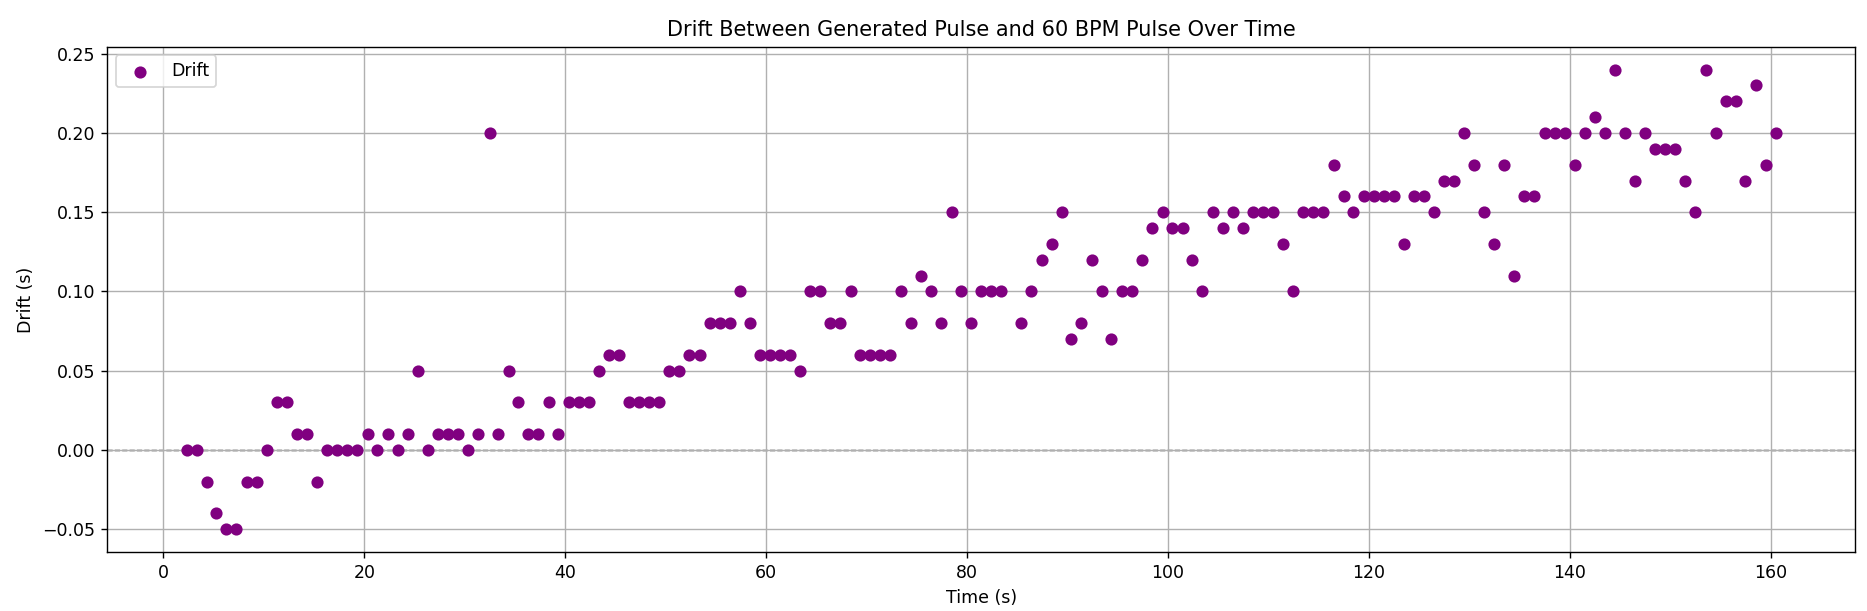 Drift Between Generated Pulse and 60 BPM Pulse Over Time
Drift
0.25
0.20
0.15
0.10
0.05
0.00
−0.05
Drift (s)
0 20 40 60 80 100 120 140 160
Time (s)